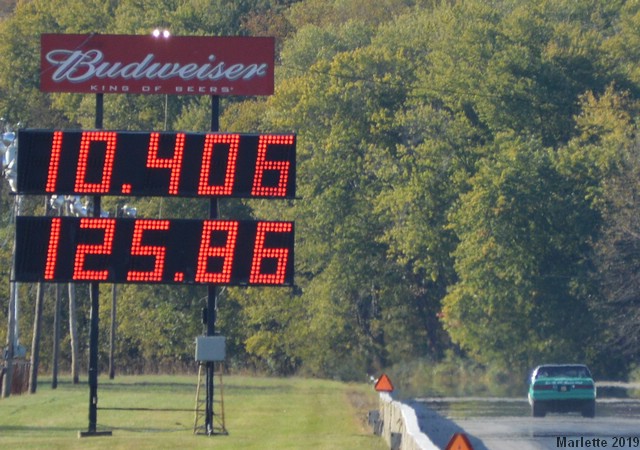 Budweiser
KING OF BEERS®
10.406
125.86
Marlette 2019